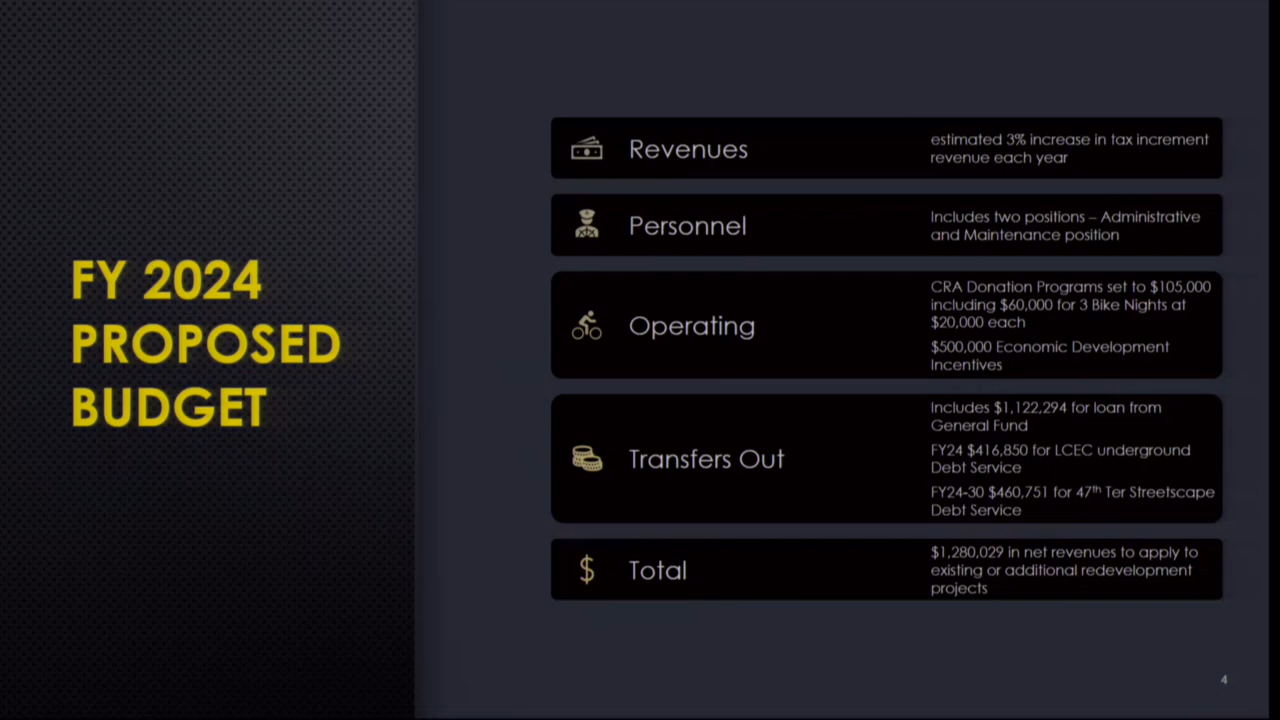 FY 2024
PROPOSED
BUDGET
Revenues
estimated 3% increase in tax increment
revenue each year
Personnel
Includes two positions – Administrative
and Maintenance position
Operating
CRA Donation Programs set to $105,000
including $60,000 for 3 Bike Nights at
$20,000 each
$500,000 Economic Development
Incentives
Transfers Out
Includes $1,122,294 for loan from
General Fund
FY24 $416,850 for LCEC underground
Debt Service
FY24-30 $460,751 for 47th Ter Streetscape
Debt Service
$
Total
$1,280,029 in net revenues to apply to
existing or additional redevelopment
projects
4